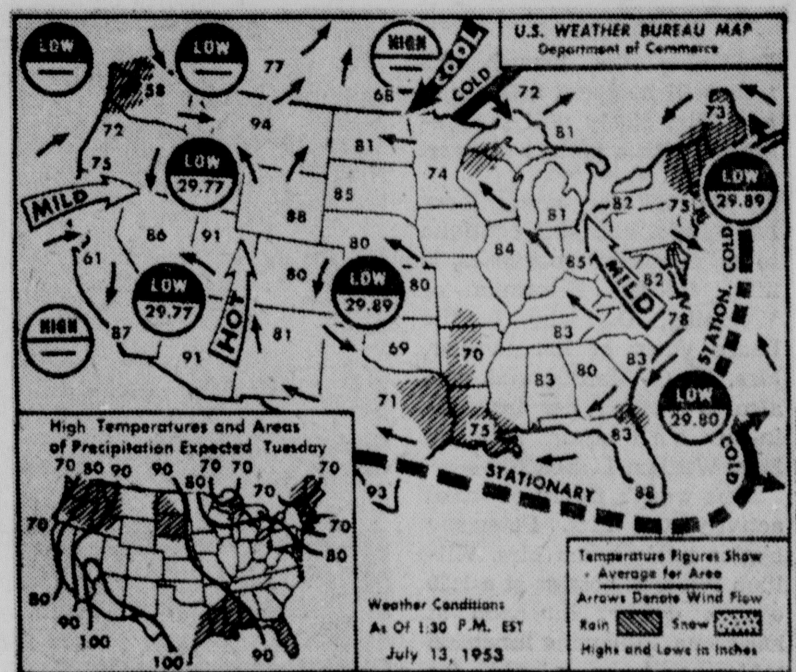 U.S. WEATHER BUREAU MAP
Department of Commerce
LOW
LOW
HIGH
COOL
COLD
77
68
72
58
72
94
81
81
73
75
LOW
29.77
74
LOW
29.89
MILD
85
88
82
75
81
86
91
84
61
80
80
LOW
29.89
80
85
MILD
82
STATION. COLD
HIGH
LOW
29.77
HOT
78
87
91
81
69
70
83
83
80
83
LOW
29.80
71
75
83
COLD
93
STATIONARY
88
High Temperatures and Areas
of Precipitation Expected Tuesday
70 80 90 90 80 70 70 70
70
70
70
80
80
90
100
100
90
Weather Conditions
As Of 1:30 P.M. EST
July 13, 1953
Temperature Figures Show
Average for Area
Arrows Denote Wind Flow
Rain Snow
Highs and Lows in Inches